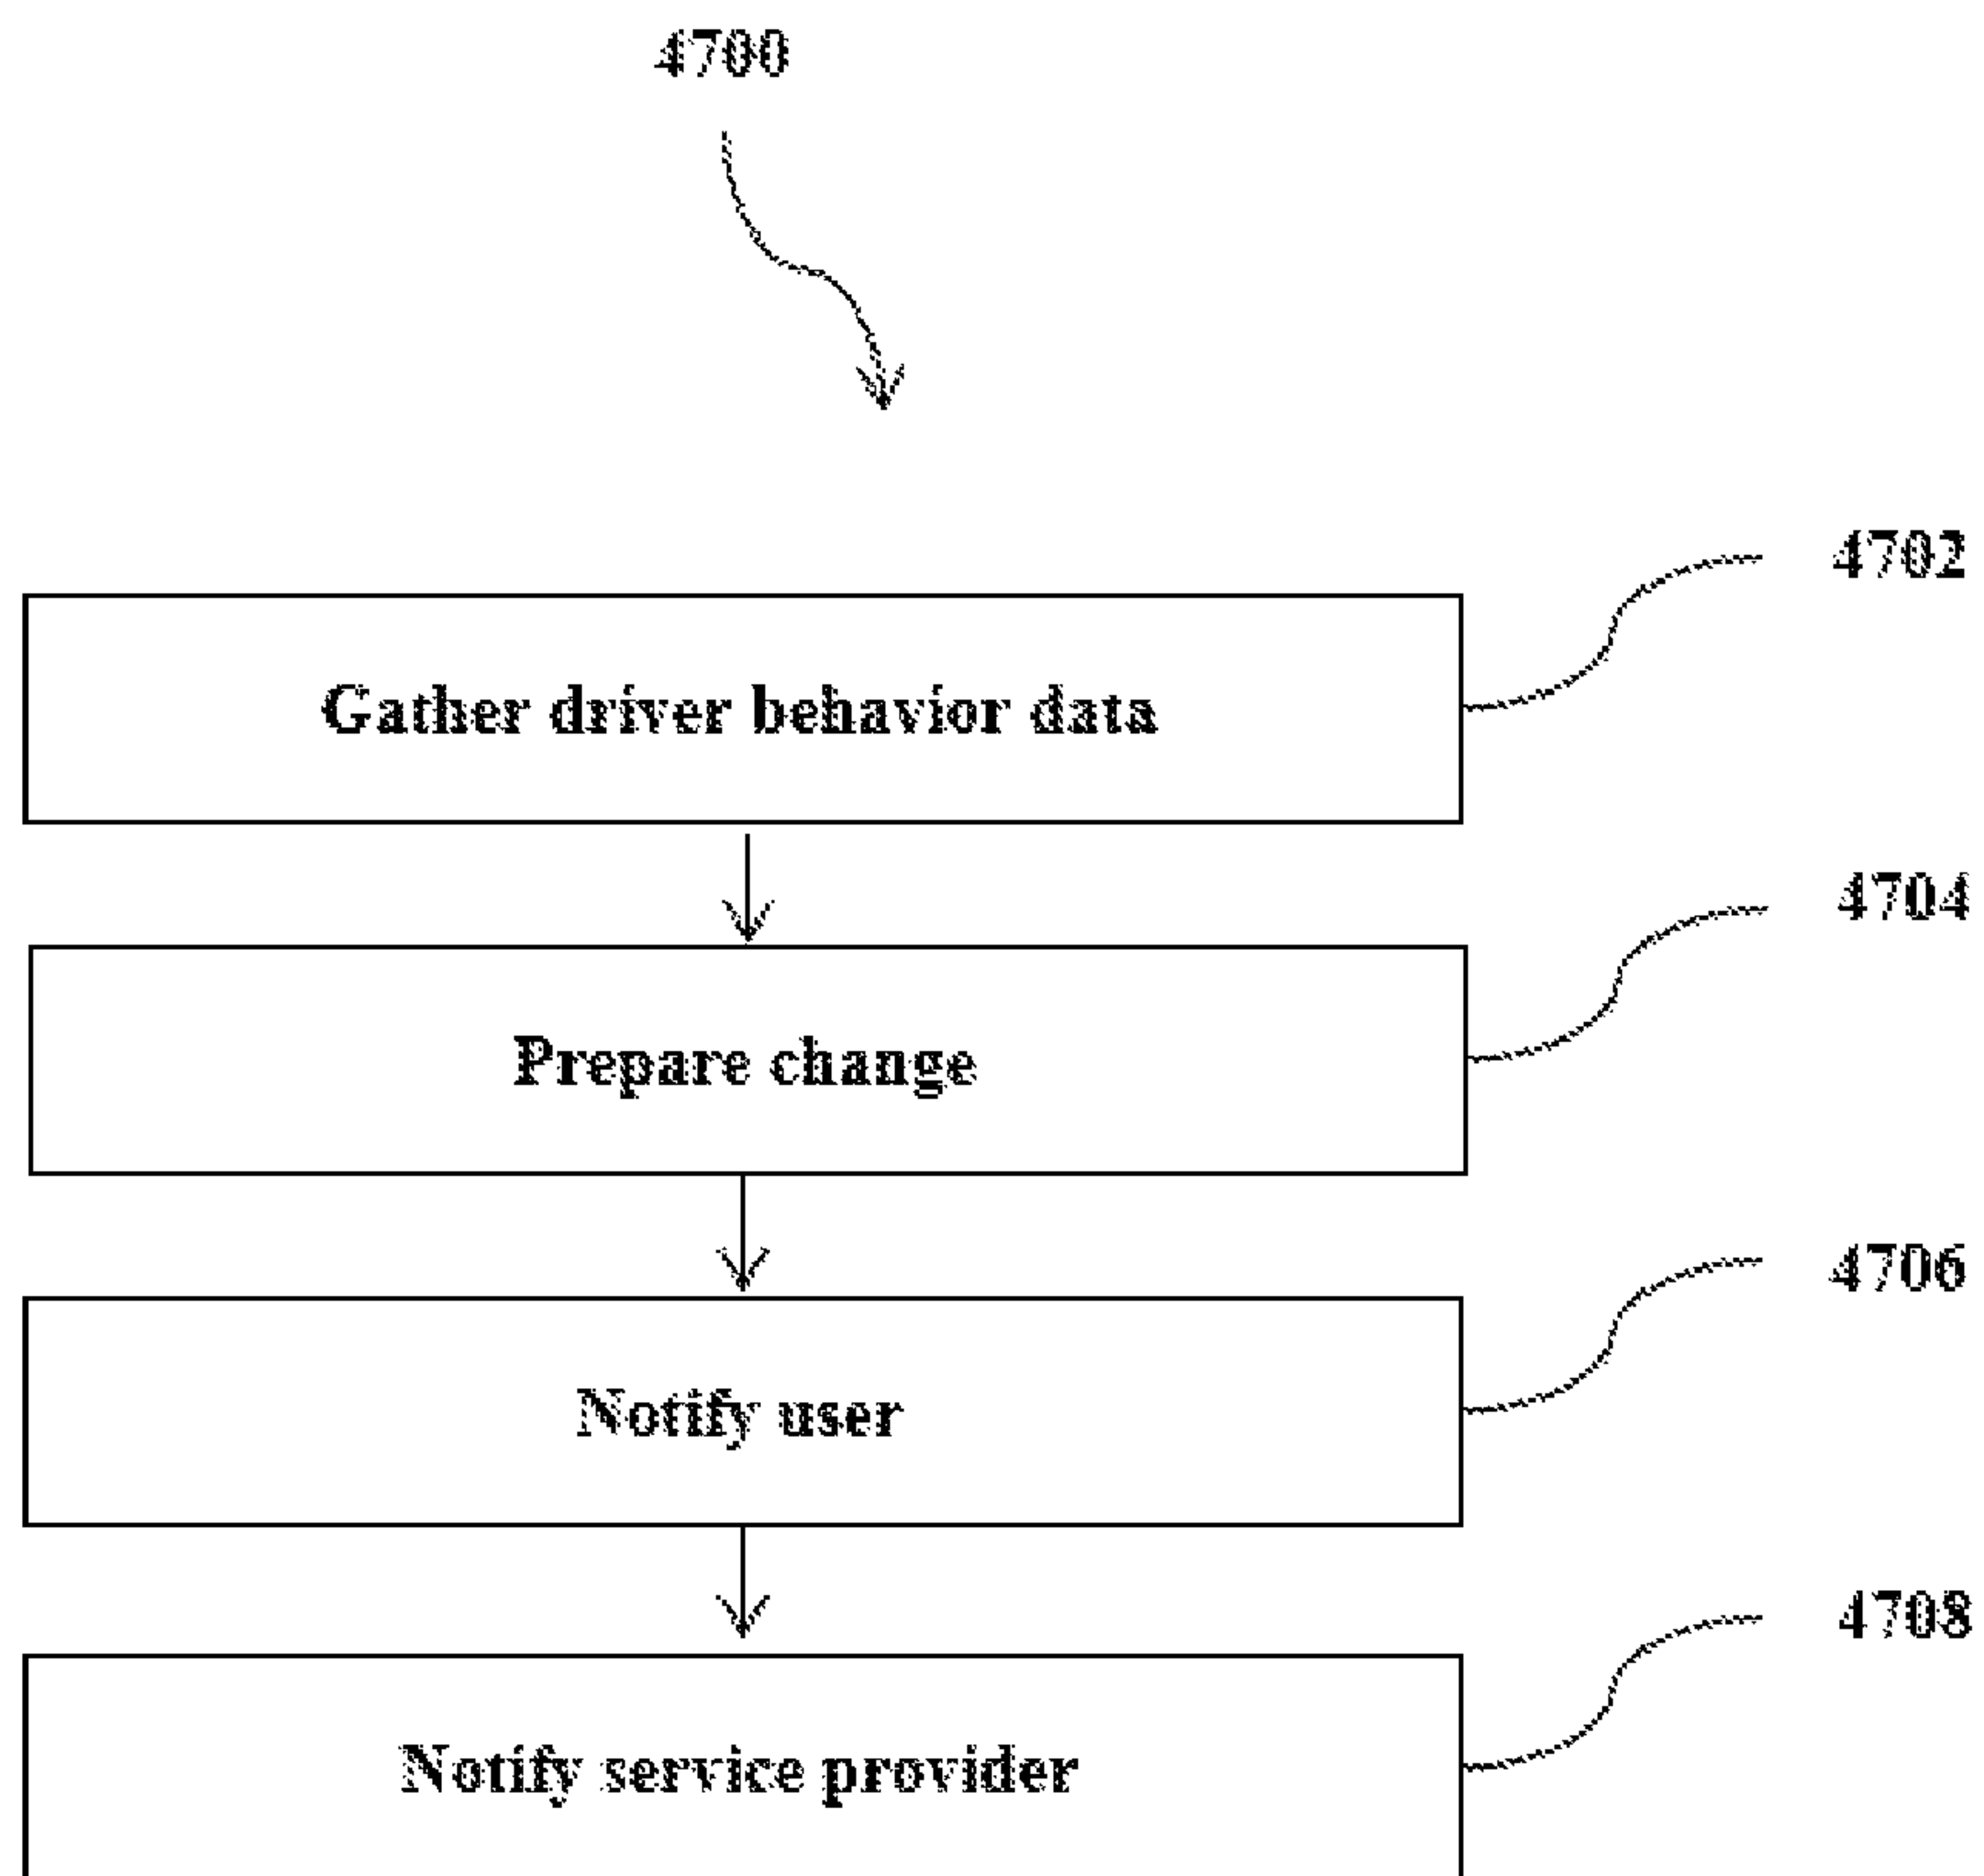 4700
4702
Gather driver behavior data
4704
Prepare change
4706
Notify user
4708
Notify service provider